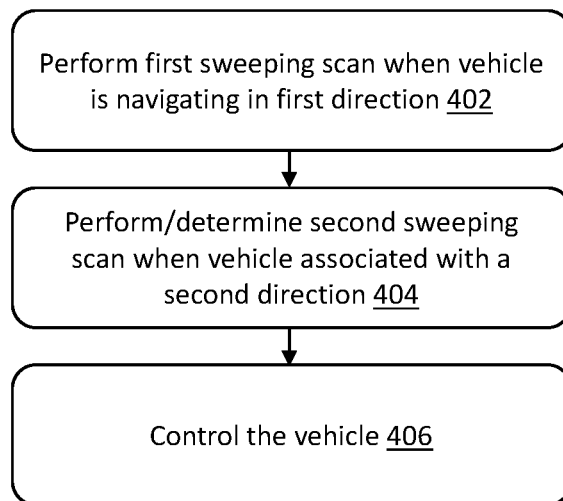 Perform first sweeping scan when vehicle
is navigating in first direction 402
Perform/determine second sweeping
scan when vehicle associated with a
second direction 404
Control the vehicle 406